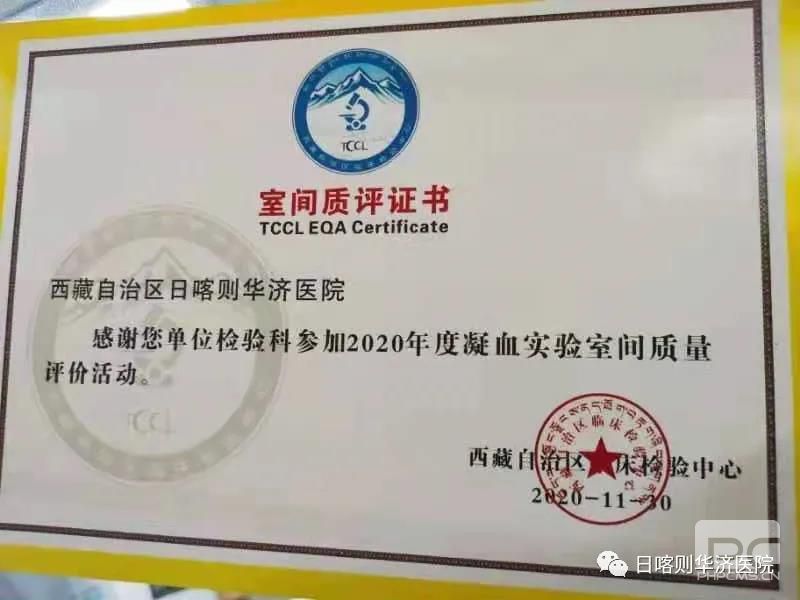 TCCL
室间质评证书
TCCL EQA Certificate
西藏自治区日喀则华济医院
感谢您单位检验科参加2020年度凝血实验室间质量
评价活动。
TCCL
西藏自治区 床检验中心
2020-11-30
日喀则华济医院
PHPCMS.CN